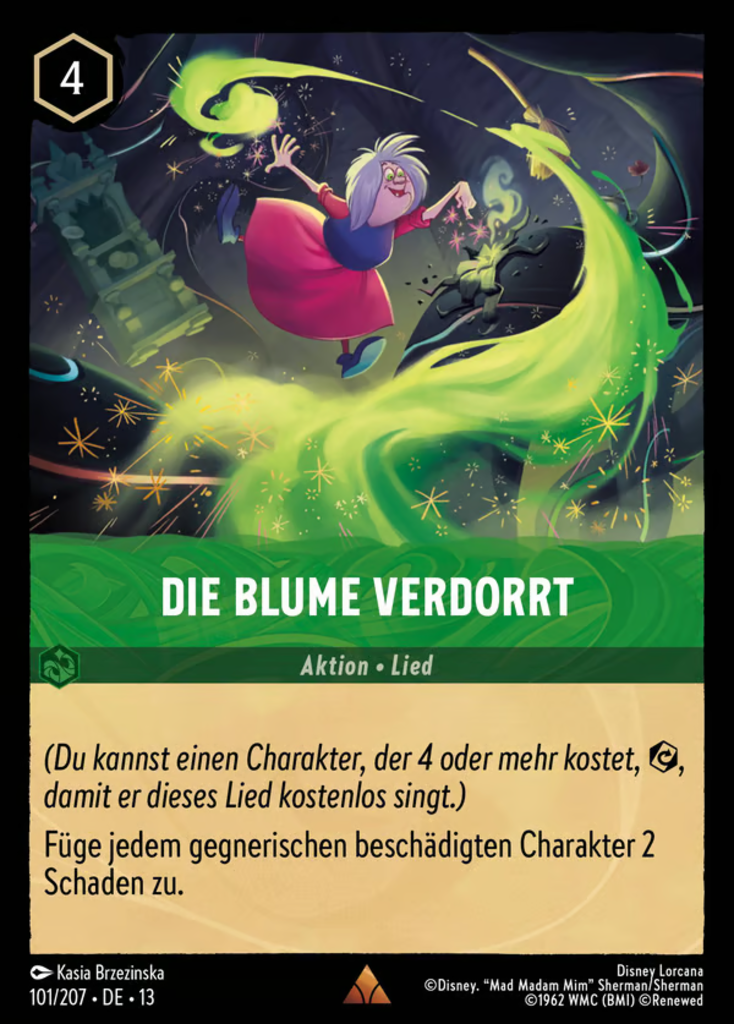 4
DIE BLUME VERDORRT
Aktion • Lied
(Du kannst einen Charakter, der 4 oder mehr kostet, ,
damit er dieses Lied kostenlos singt.)
Füge jedem gegnerischen beschädigten Charakter 2
Schaden zu.
Kasia Brzezinska
101/207 • DE • 13
Disney Lorcana
©Disney. “Mad Madam Mim” Sherman/Sherman
©1962 WMC (BMI) ©Renewed